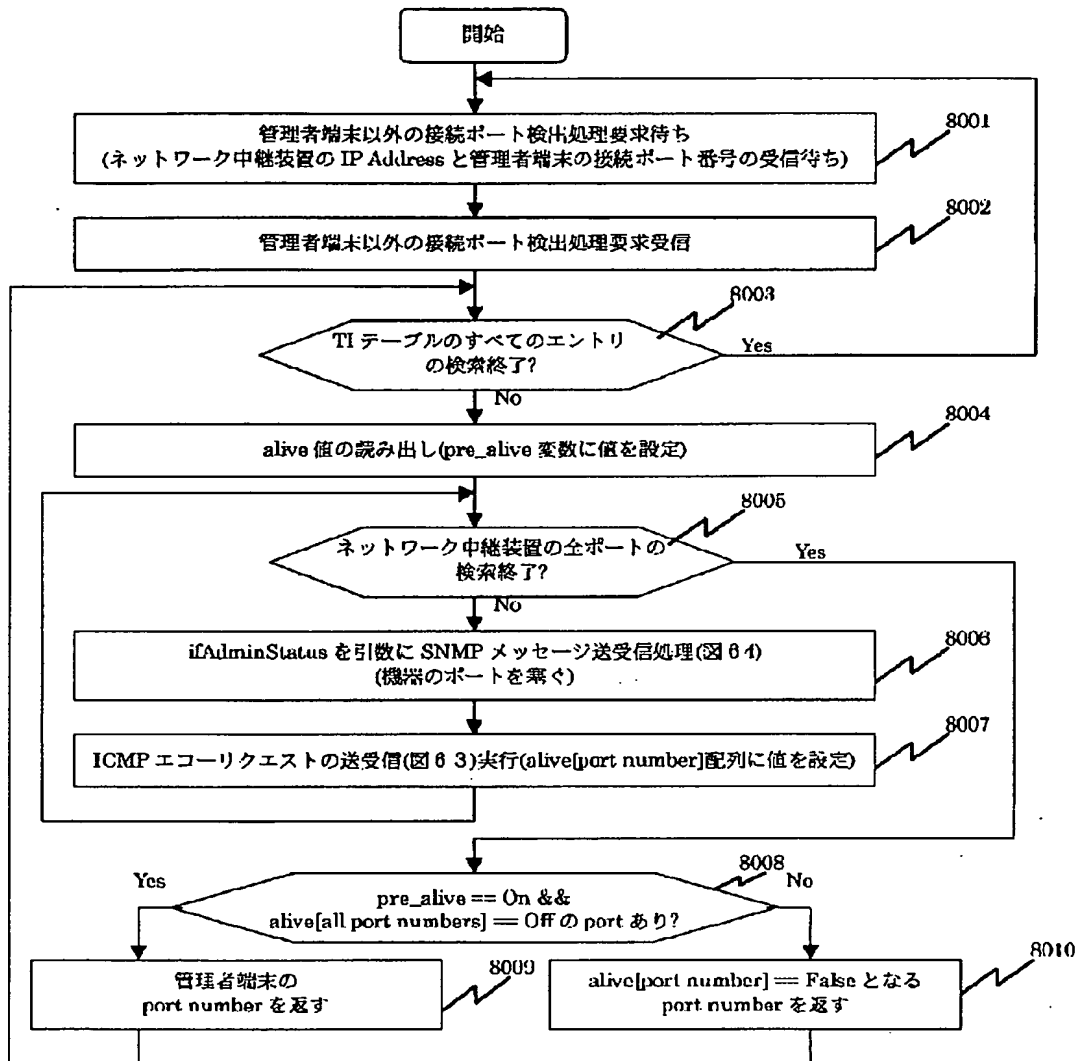 開始
管理者端末以外の接続ポート検出処理要求待ち
(ネットワーク中継装置の IP Address と管理者端末の接続ポート番号の受信待ち)
8001
管理者端末以外の接続ポート検出処理要求受信
8002
TI テーブルのすべてのエントリ
の検索終了?
8003
Yes
No
alive 値の読み出し(pre_alive 変数に値を設定)
8004
ネットワーク中継装置の全ポートの
検索終了?
8005
Yes
No
ifAdminStatus を引数に SNMP メッセージ送受信処理(図64)
(機器のポートを塞ぐ)
8006
ICMP エコーリクエストの送受信(図63)実行(alive[port number]配列に値を設定)
8007
pre_alive == On &&
alive[all port numbers] == Off の port あり?
8008
Yes
No
管理者端末の
port number を返す
8009
alive[port number] == False となる
port number を返す
8010